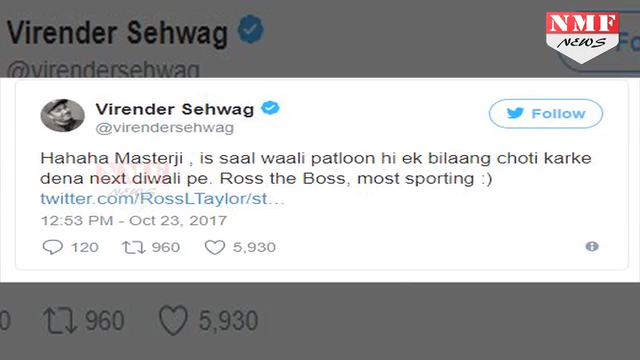 Virender Sehwag
NMF
NEWS
@virendersehwag
Fo
Virender Sehwag
Follow
@virendersehwag
Hahaha Masterji , is saal waali patloon hi ek bilaang choti karke
dena next diwali pe. Ross the Boss, most sporting :)
twitter.com/RossLTaylor/st...
12:53 PM - Oct 23, 2017
120 960 5,930
0 960 5,930